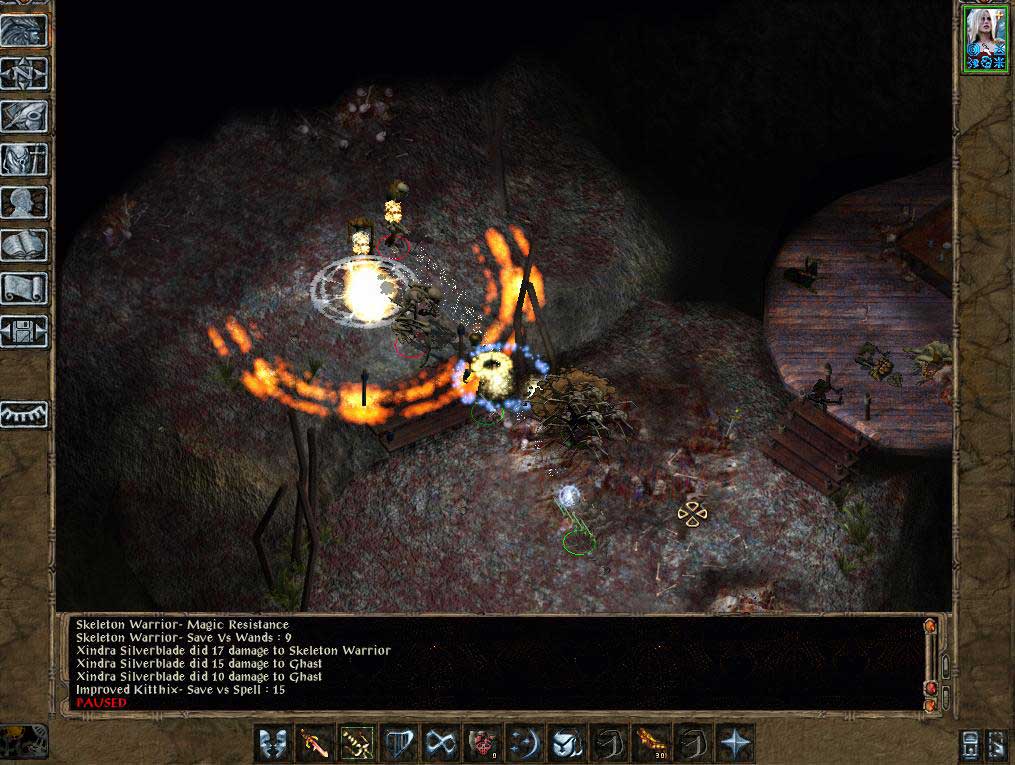 Skeleton Warrior- Magic Resistance
Skeleton Warrior- Save Vs Wands : 9
Xindra Silverblade did 17 damage to Skeleton Warrior
Xindra Silverblade did 15 damage to Ghast
Xindra Silverblade did 10 damage to Ghast
Improved Kitthix- Save vs Spell : 15
PAUSED